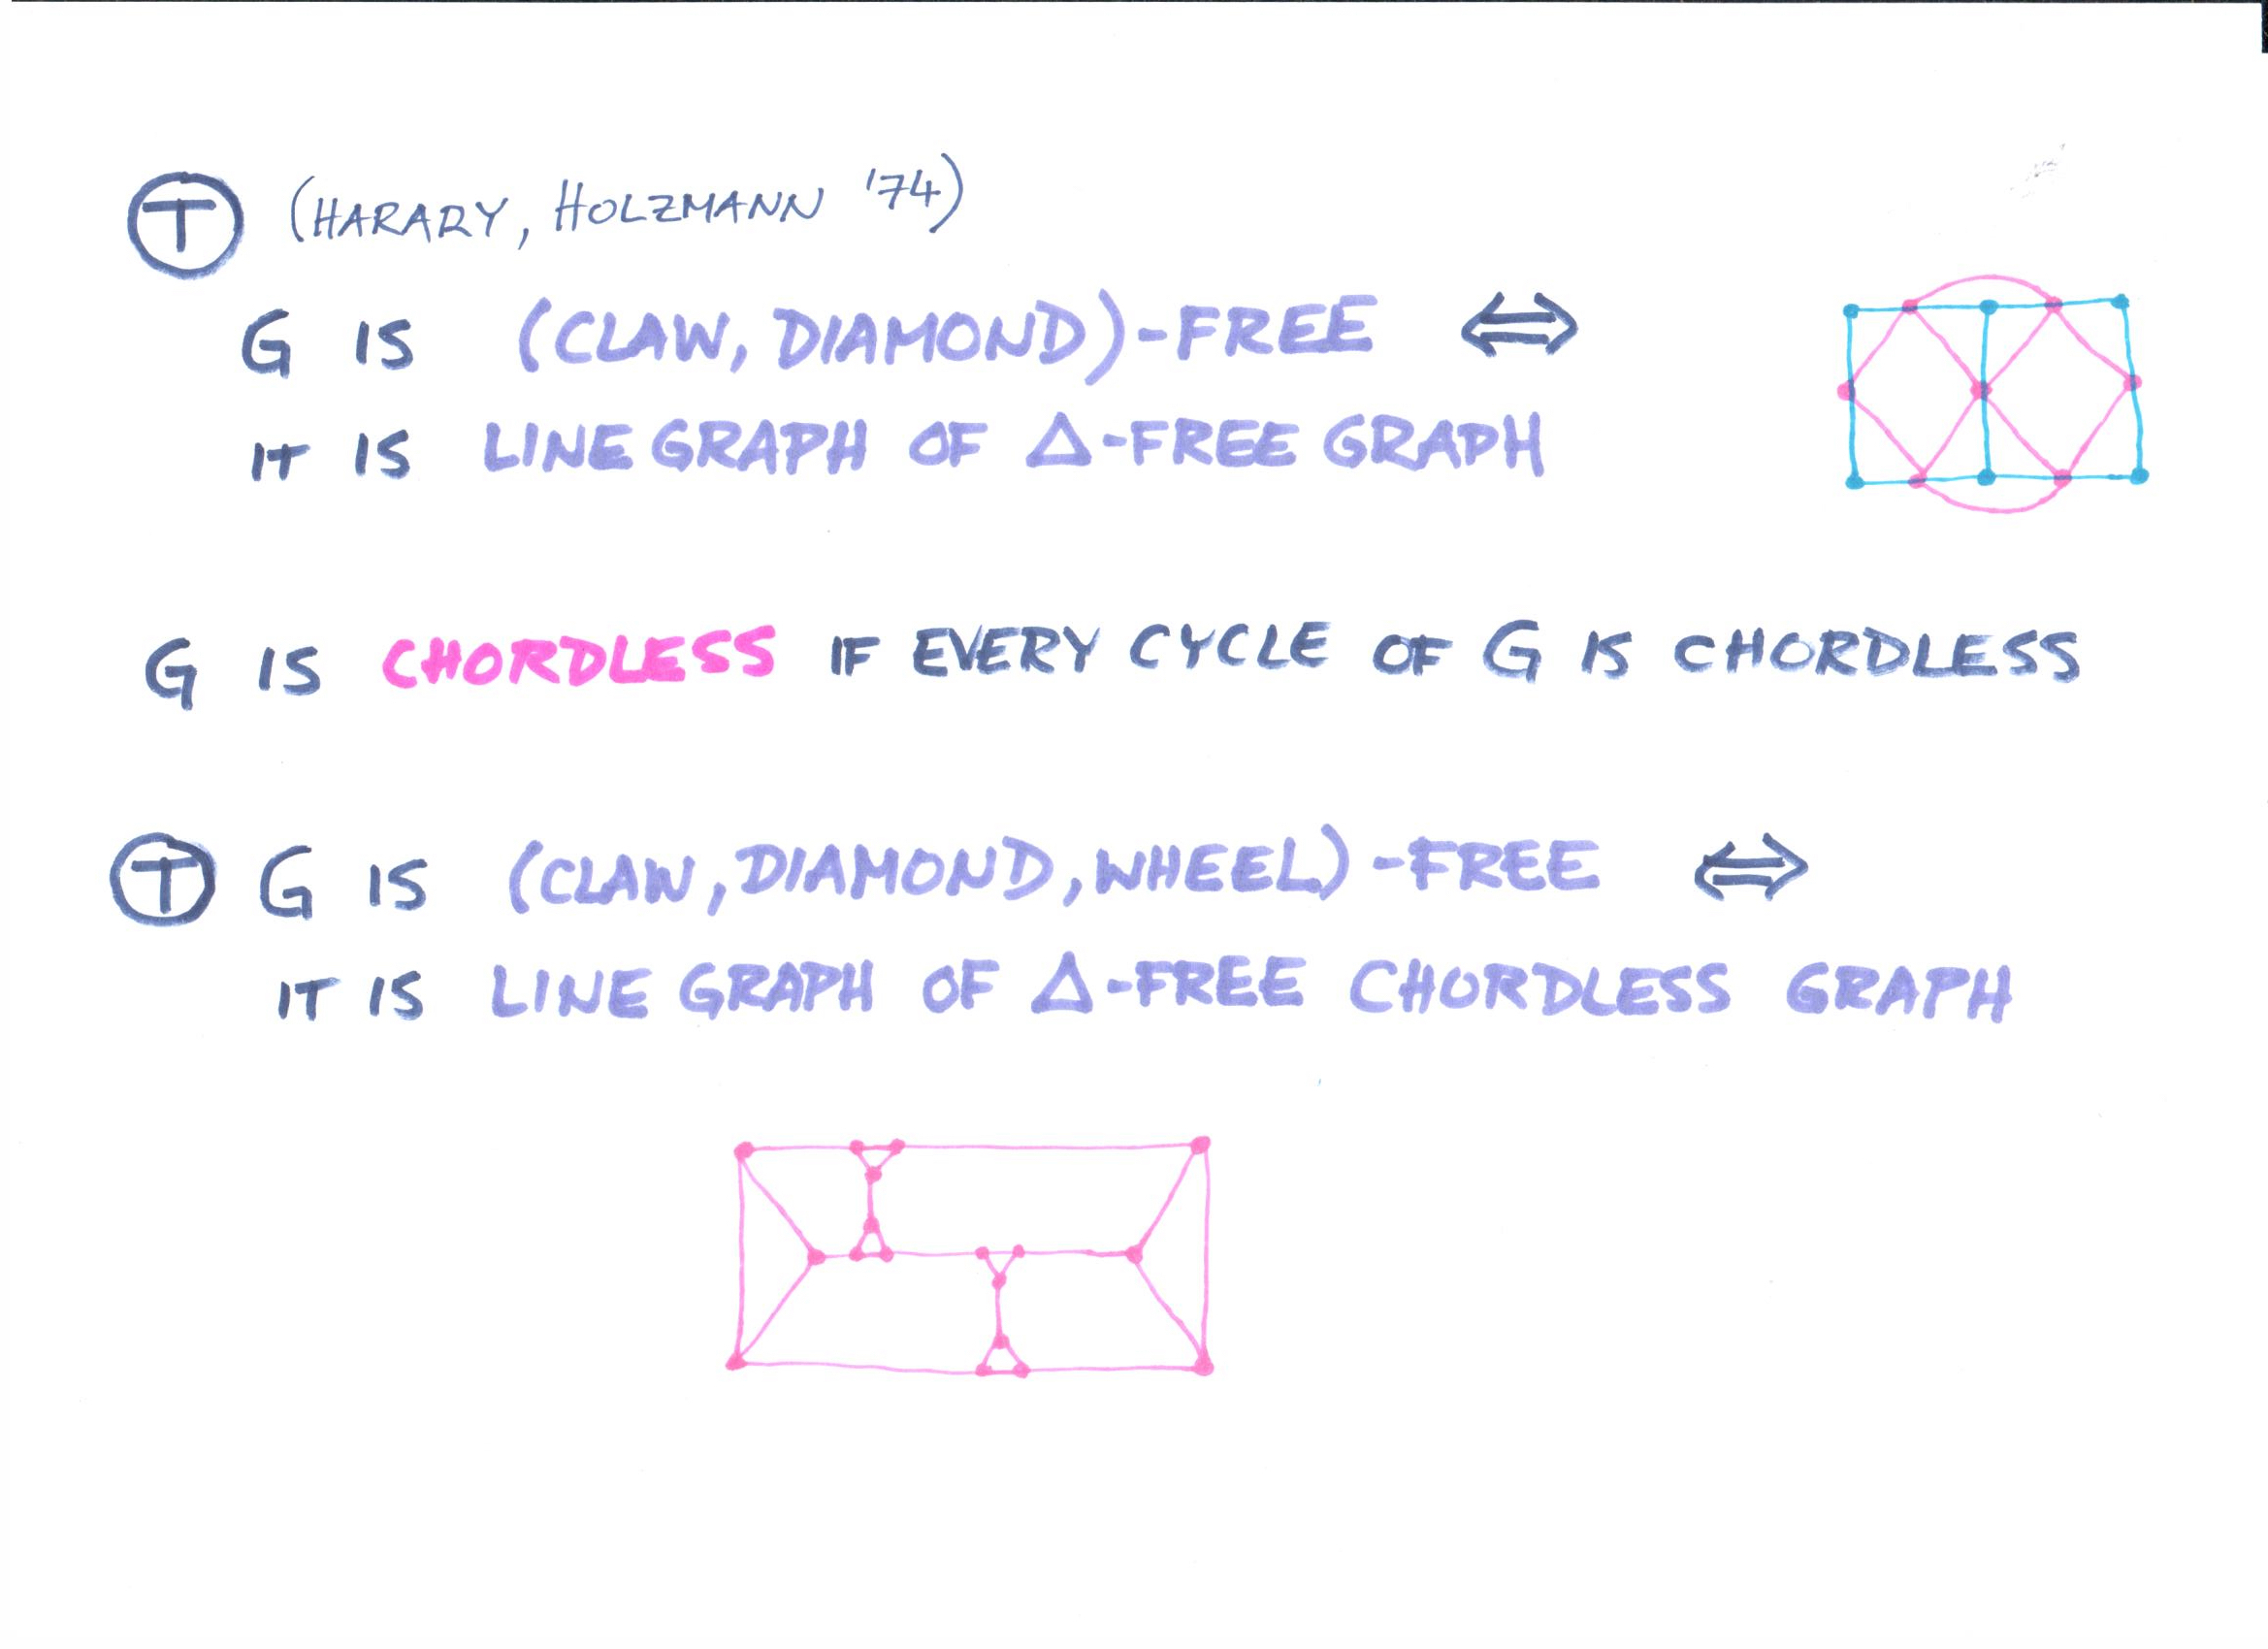 Ⓣ (HARARY, HOLZMANN '74)
G IS (CLAW, DIAMOND)-FREE ⇔
IT IS LINE GRAPH OF Δ-FREE GRAPH
G IS CHORDLESS IF EVERY CYCLE OF G IS CHORDLESS
Ⓣ G IS (CLAW, DIAMOND, WHEEL)-FREE ⇔
IT IS LINE GRAPH OF Δ-FREE CHORDLESS GRAPH